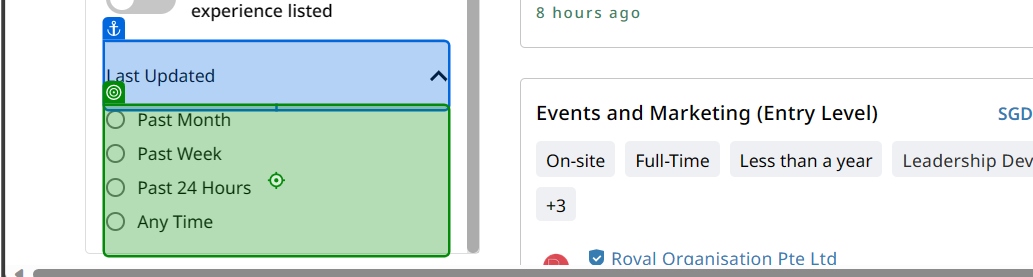 experience listed
Last Updated
Past Month
Past Week
Past 24 Hours
Any Time
8 hours ago
Events and Marketing (Entry Level)
SGD
On-site
Full-Time
Less than a year
Leadership Dev
+3
Royal Organisation Pte Ltd